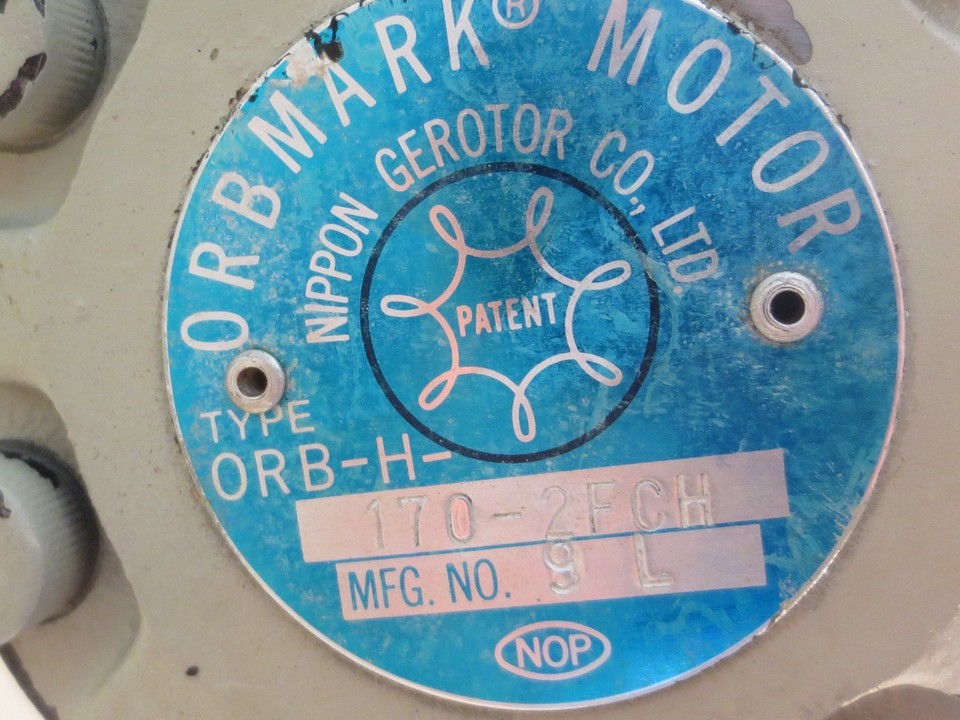 ORBMARK® MOTOR
NIPPON GEROTOR CO., LTD
PATENT
TYPE
ORB-H-
170-2FCH
MFG. NO. 9 L
NOP